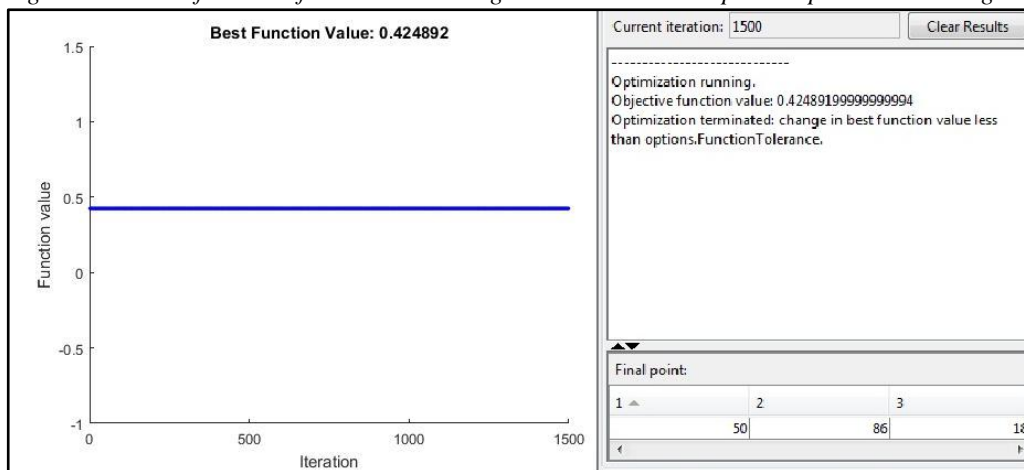 Best Function Value: 0.424892
1.5
1
0.5
0
-0.5
-1
Function value
0
500
1000
1500
Iteration
Current iteration: 1500
Clear Results
-----------------------------
Optimization running.
Objective function value: 0.42489199999999994
Optimization terminated: change in best function value less
than options.FunctionTolerance.
Final point:
1 2 3
50 86 18